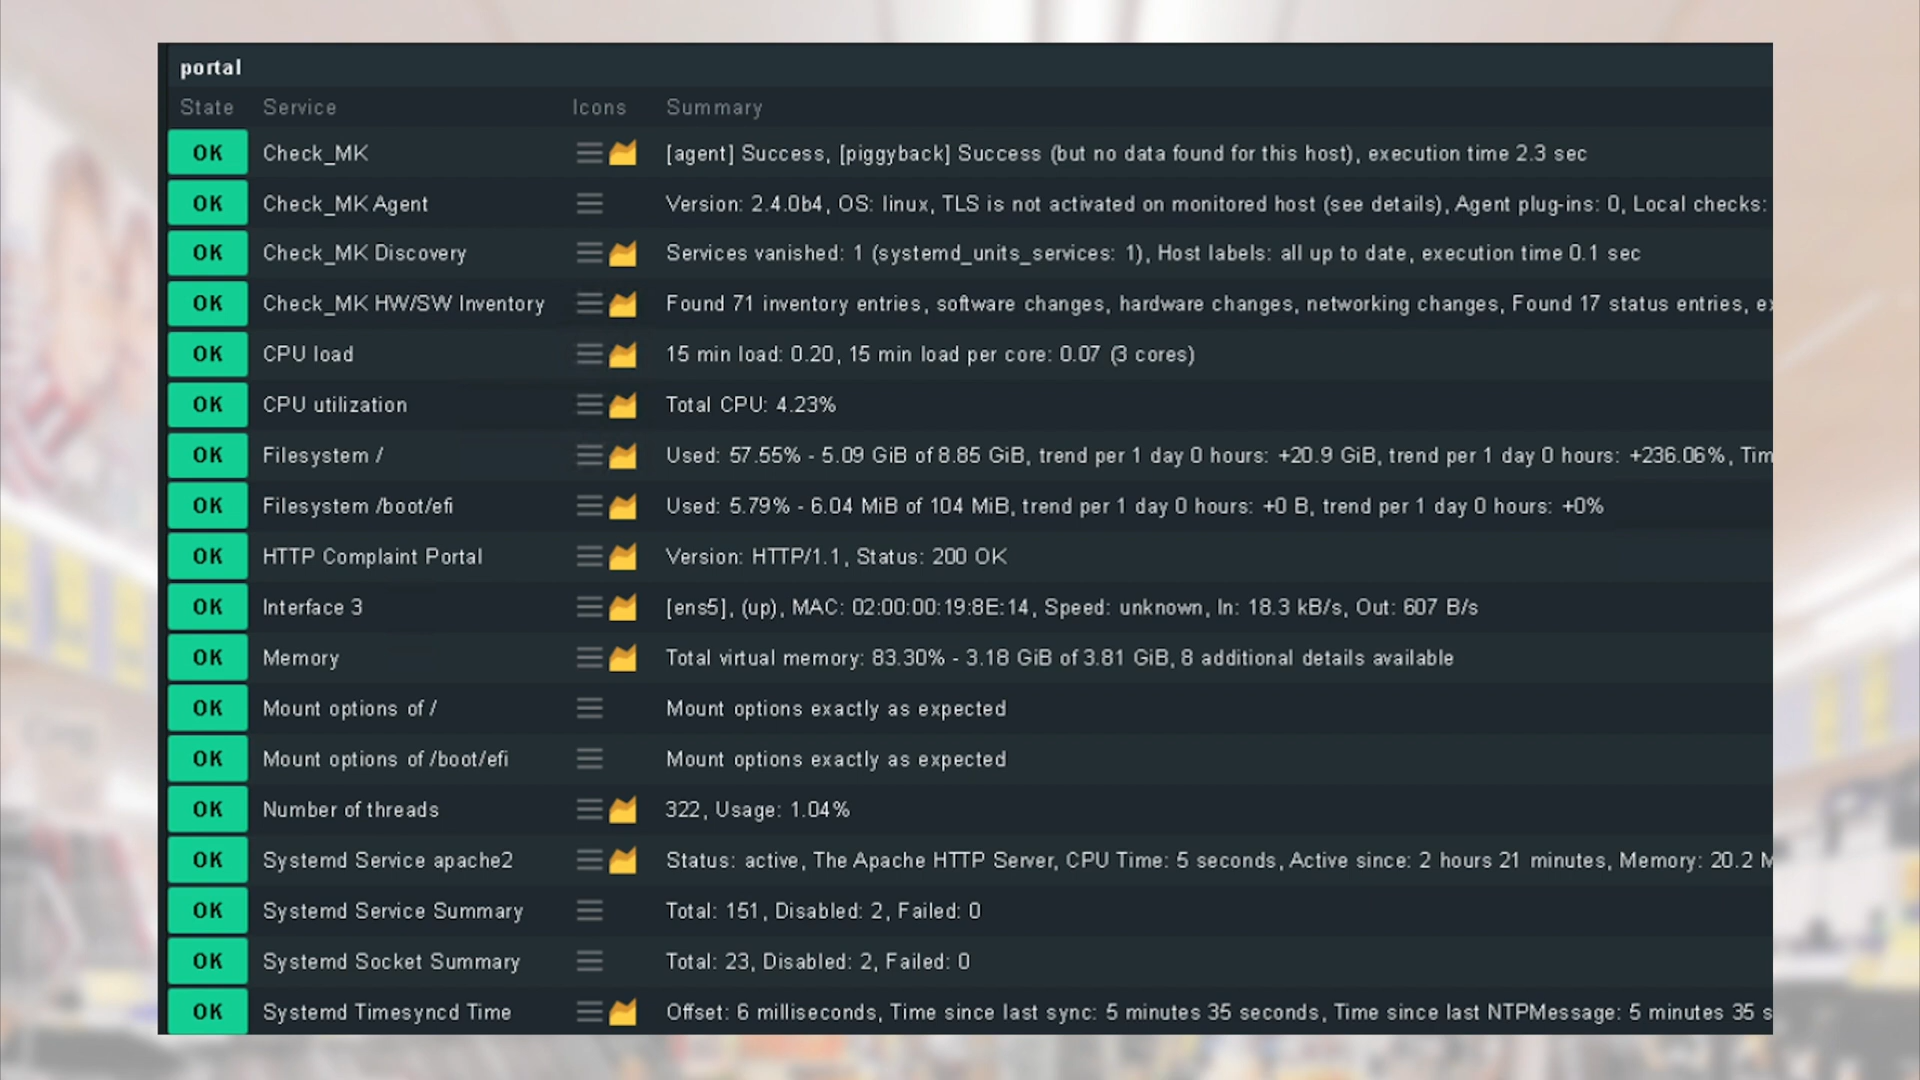 portal
State Service Icons Summary
OK Check_MK [agent] Success, [piggyback] Success (but no data found for this host), execution time 2.3 sec
OK Check_MK Agent Version: 2.4.0b4, OS: linux, TLS is not activated on monitored host (see details), Agent plug-ins: 0, Local checks:
OK Check_MK Discovery Services vanished: 1 (systemd_units_services: 1), Host labels: all up to date, execution time 0.1 sec
OK Check_MK HW/SW Inventory Found 71 inventory entries, software changes, hardware changes, networking changes, Found 17 status entries,
OK CPU load 15 min load: 0.20, 15 min load per core: 0.07 (3 cores)
OK CPU utilization Total CPU: 4.23%
OK Filesystem / Used: 57.55% - 5.09 GiB of 8.85 GiB, trend per 1 day 0 hours: +20.9 GiB, trend per 1 day 0 hours: +236.06%, Tim
OK Filesystem /boot/efi Used: 5.79% - 6.04 MiB of 104 MiB, trend per 1 day 0 hours: +0 B, trend per 1 day 0 hours: +0%
OK HTTP Complaint Portal Version: HTTP/1.1, Status: 200 OK
OK Interface 3 [ens5], (up), MAC: 02:00:00:19:8E:14, Speed: unknown, In: 18.3 kB/s, Out: 607 B/s
OK Memory Total virtual memory: 83.30% - 3.18 GiB of 3.81 GiB, 8 additional details available
OK Mount options of / Mount options exactly as expected
OK Mount options of /boot/efi Mount options exactly as expected
OK Number of threads 322, Usage: 1.04%
OK Systemd Service apache2 Status: active, The Apache HTTP Server, CPU Time: 5 seconds, Active since: 2 hours 21 minutes, Memory: 20.2 M
OK Systemd Service Summary Total: 151, Disabled: 2, Failed: 0
OK Systemd Socket Summary Total: 23, Disabled: 2, Failed: 0
OK Systemd Timesyncd Time Offset: 6 milliseconds, Time since last sync: 5 minutes 35 seconds, Time since last NTPMessage: 5 minutes 35 s